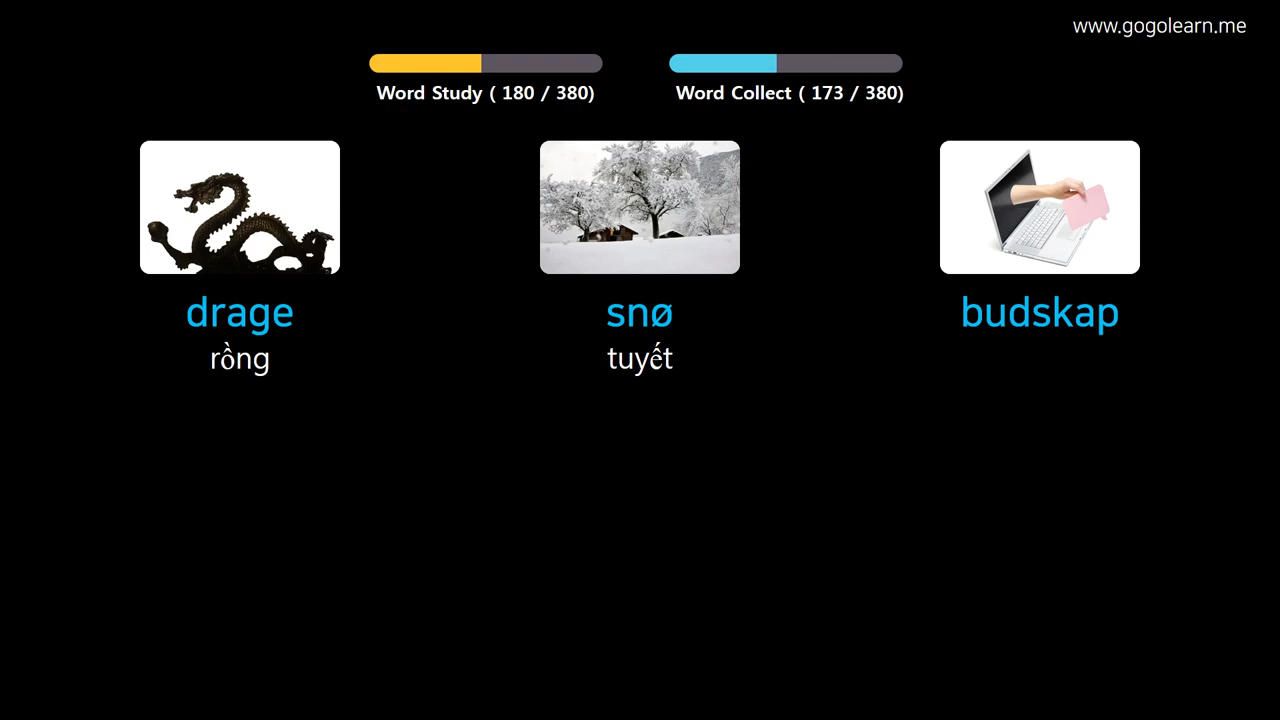 www.gogolearn.me
Word Study ( 180 / 380)
Word Collect ( 173 / 380)
drage
snø
budskap
rồng
tuyết